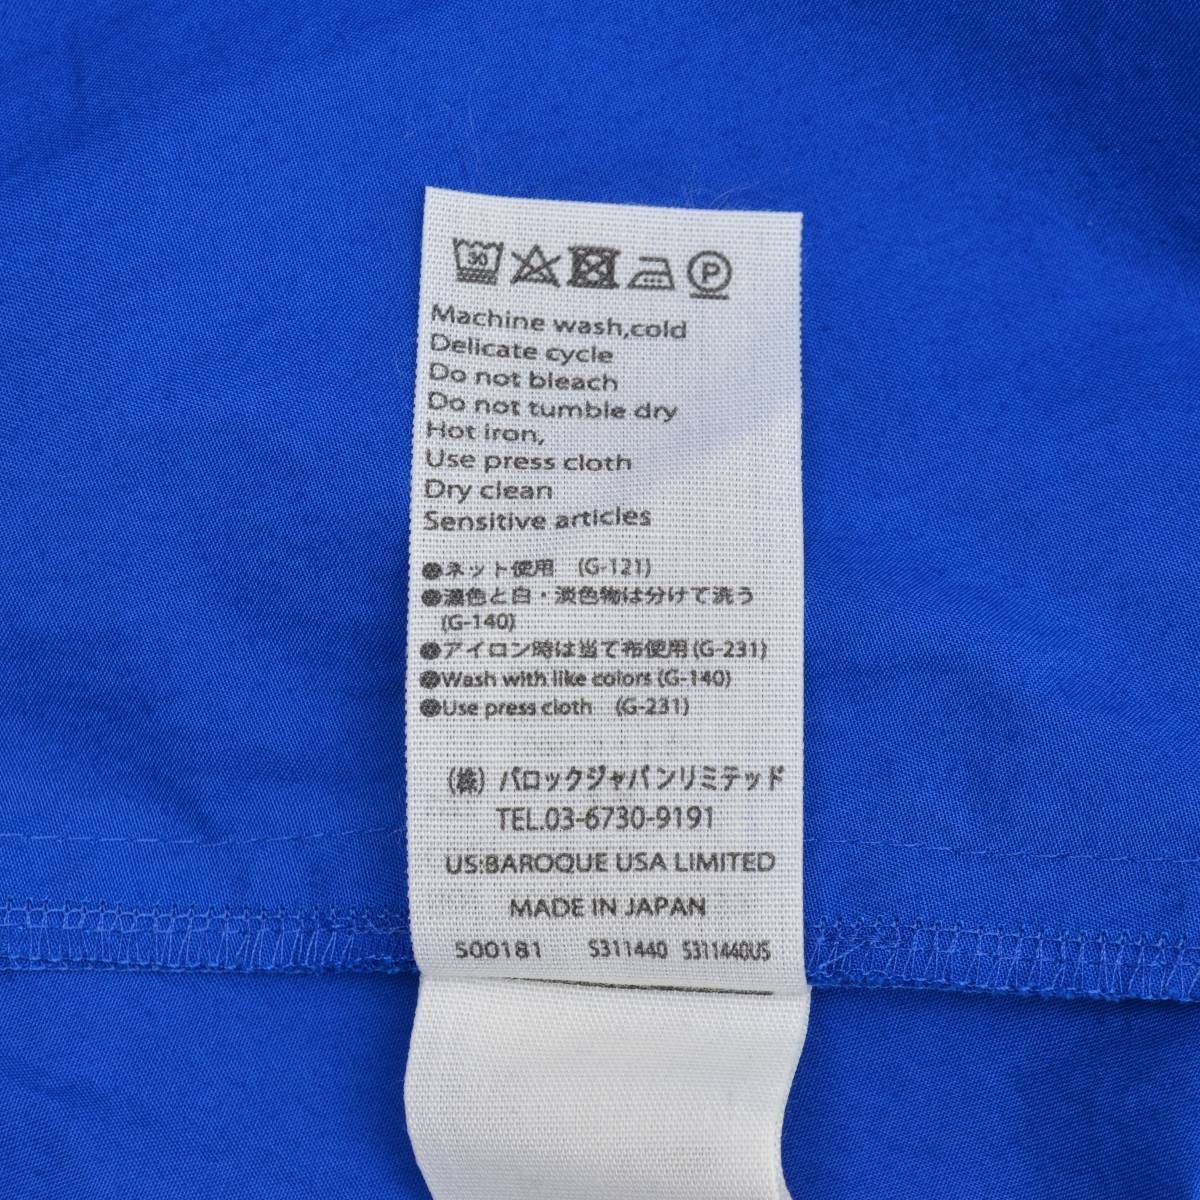 30
P
Machine wash,cold
Delicate cycle
Do not bleach
Do not tumble dry
Hot iron,
Use press cloth
Dry clean
Sensitive articles
●ネット使用 (G-121)
●濃色と白・淡色物は分けて洗う
(G-140)
●アイロン時は当て布使用(G-231)
●Wash with like colors (G-140)
●Use press cloth (G-231)
(株) バロックジャパンリミテッド
TEL.03-6730-9191
US:BAROQUE USA LIMITED
MADE IN JAPAN
S00181 S311440 S311440US